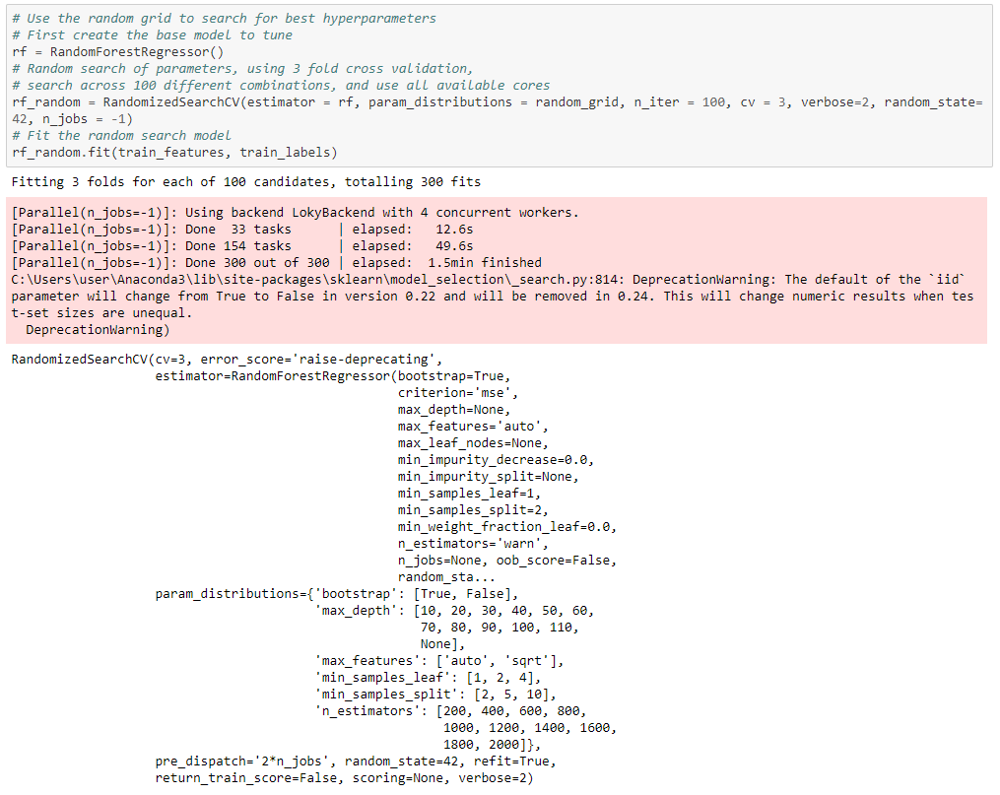 # Use the random grid to search for best hyperparameters
# First create the base model to tune
rf = RandomForestRegressor()
# Random search of parameters, using 3 fold cross validation,
# search across 100 different combinations, and use all available cores
rf_random = RandomizedSearchCV(estimator = rf, param_distributions = random_grid, n_iter = 100, cv = 3, verbose=2, random_state=
42, n_jobs = -1)
# Fit the random search model
rf_random.fit(train_features, train_labels)
Fitting 3 folds for each of 100 candidates, totalling 300 fits
[Parallel(n_jobs=-1)]: Using backend LokyBackend with 4 concurrent workers.
[Parallel(n_jobs=-1)]: Done  33 tasks      | elapsed:   12.6s
[Parallel(n_jobs=-1)]: Done 154 tasks      | elapsed:   49.6s
[Parallel(n_jobs=-1)]: Done 300 out of 300 | elapsed:  1.5min finished
C:\Users\user\Anaconda3\lib\site-packages\sklearn\model_selection\_search.py:814: DeprecationWarning: The default of the `iid`
parameter will change from True to False in version 0.22 and will be removed in 0.24. This will change numeric results when tes
t-set sizes are unequal.
  DeprecationWarning)
RandomizedSearchCV(cv=3, error_score='raise-deprecating',
                   estimator=RandomForestRegressor(bootstrap=True,
                                                   criterion='mse',
                                                   max_depth=None,
                                                   max_features='auto',
                                                   max_leaf_nodes=None,
                                                   min_impurity_decrease=0.0,
                                                   min_impurity_split=None,
                                                   min_samples_leaf=1,
                                                   min_samples_split=2,
                                                   min_weight_fraction_leaf=0.0,
                                                   n_estimators='warn',
                                                   n_jobs=None, oob_score=False,
                                                   random_sta...
                   param_distributions={'bootstrap': [True, False],
                                        'max_depth': [10, 20, 30, 40, 50, 60,
                                                      70, 80, 90, 100, 110,
                                                      None],
                                        'max_features': ['auto', 'sqrt'],
                                        'min_samples_leaf': [1, 2, 4],
                                        'min_samples_split': [2, 5, 10],
                                        'n_estimators': [200, 400, 600, 800,
                                                         1000, 1200, 1400, 1600,
                                                         1800, 2000]},
                   pre_dispatch='2*n_jobs', random_state=42, refit=True,
                   return_train_score=False, scoring=None, verbose=2)